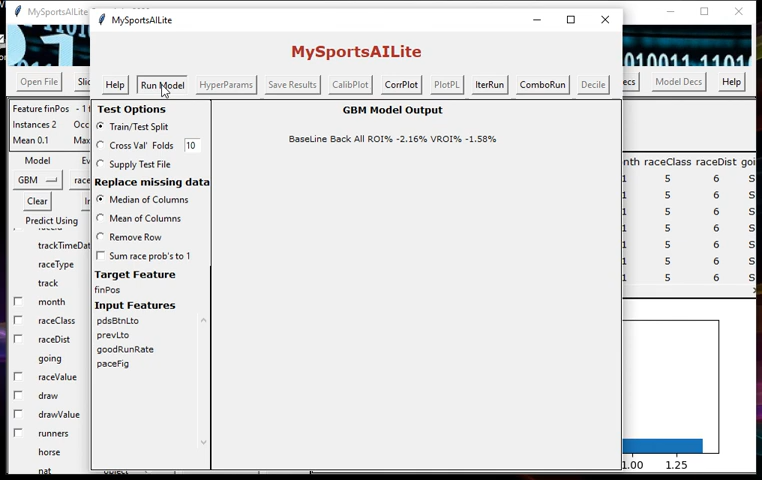 MySportsAILite
MySportsAILite
MySportsAILite
Help Run Model HyperParams Save Results CalibPlot CorrPlot PlotPL IterRun ComboRun Decile
Test Options
Train/Test Split
Cross Val' Folds 10
Supply Test File
Replace missing data
Median of Columns
Mean of Columns
Remove Row
Sum race prob's to 1
Target Feature
finPos
Input Features
pdsBtnLto
prevLto
goodRunRate
paceFig
GBM Model Output
BaseLine Back All ROI% -2.16% VROI% -1.58%
Open File
Model Decs Help
Feature finPos
Instances 2 Occ
Mean 0.1 Max
Model
GBM race
Clear
Predict Using
trackTimeDat
raceType
track
month
raceClass
raceDist
going
raceValue
draw
drawValue
runners
horse
nat
object
nth raceClass raceDist goi
1 5 6 S
1 5 6 S
1 5 6 S
1 5 6 S
1 5 6 S
1 5 6 S
1.00 1.25